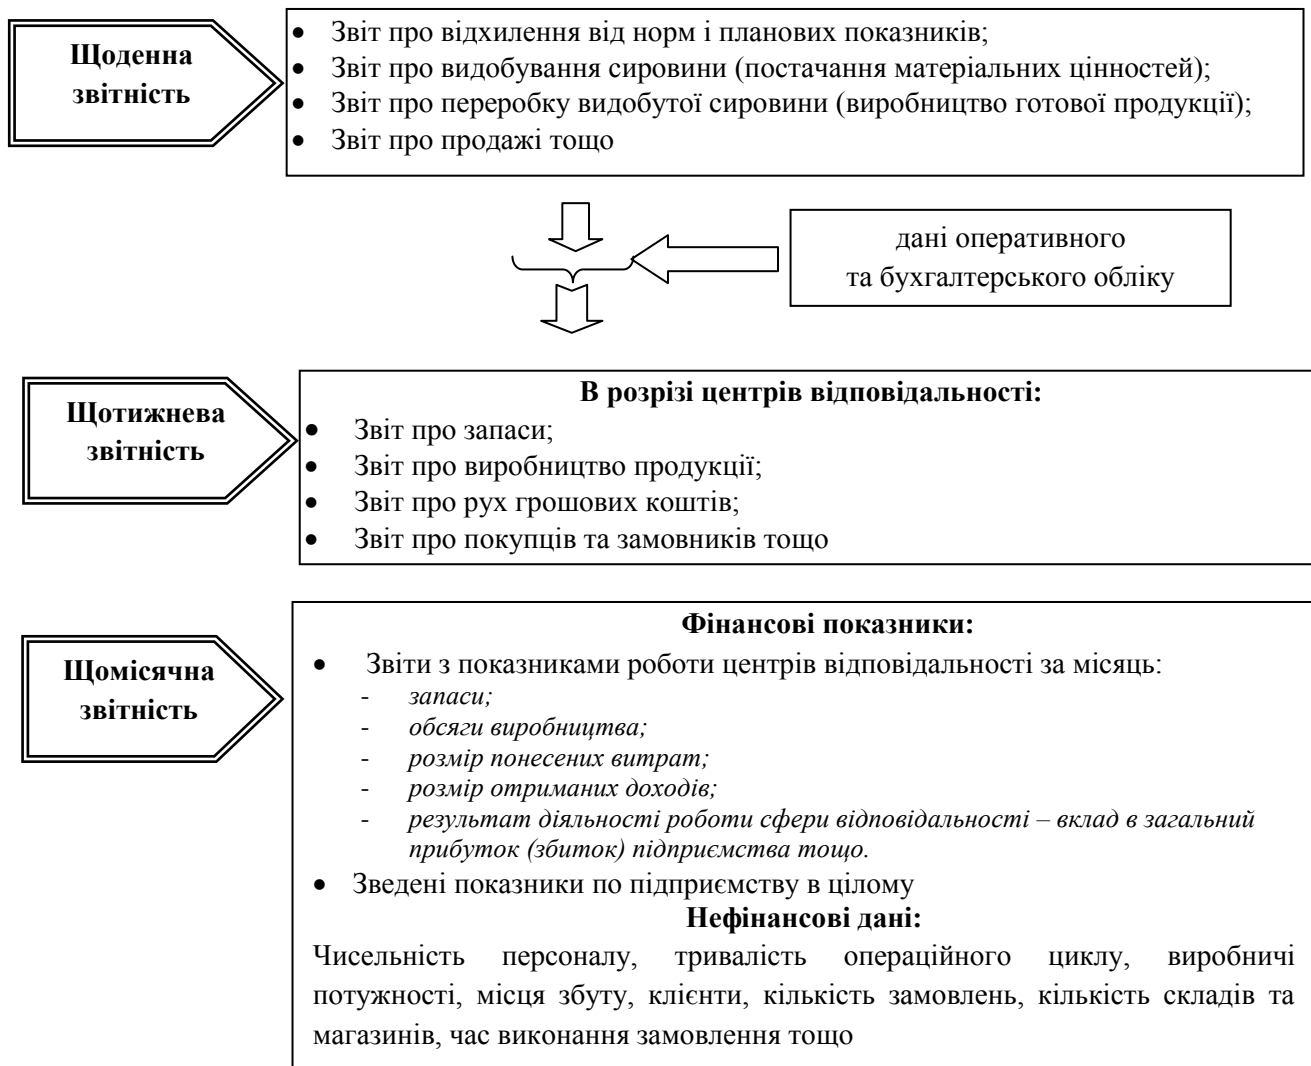 Щоденна
звітність
• Звіт про відхилення від норм і планових показників;
• Звіт про видобування сировини (постачання матеріальних цінностей);
• Звіт про переробку видобутої сировини (виробництво готової продукції);
• Звіт про продажі тощо
дані оперативного
та бухгалтерського обліку
Щотижнева
звітність
В розрізі центрів відповідальності:
• Звіт про запаси;
• Звіт про виробництво продукції;
• Звіт про рух грошових коштів;
• Звіт про покупців та замовників тощо
Щомісячна
звітність
Фінансові показники:
• Звіти з показниками роботи центрів відповідальності за місяць:
- запаси;
- обсяги виробництва;
- розмір понесених витрат;
- розмір отриманих доходів;
- результат діяльності роботи сфери відповідальності – вклад в загальний
прибуток (збиток) підприємства тощо.
• Зведені показники по підприємству в цілому
Нефінансові дані:
Чисельність персоналу, тривалість операційного циклу, виробничі
потужності, місця збуту, клієнти, кількість замовлень, кількість складів та
магазинів, час виконання замовлення тощо